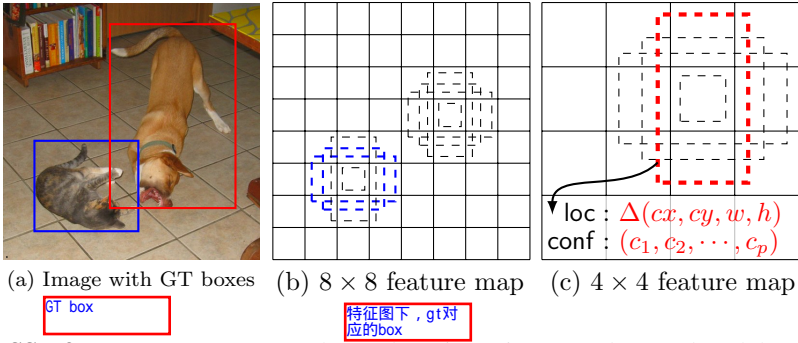 loc : Δ(cx, cy, w, h)
conf : (c₁, c₂, ⋯, cₚ)
(a) Image with GT boxes
(b) 8 × 8 feature map
(c) 4 × 4 feature map
GT box
特征图下，gt对
应的box